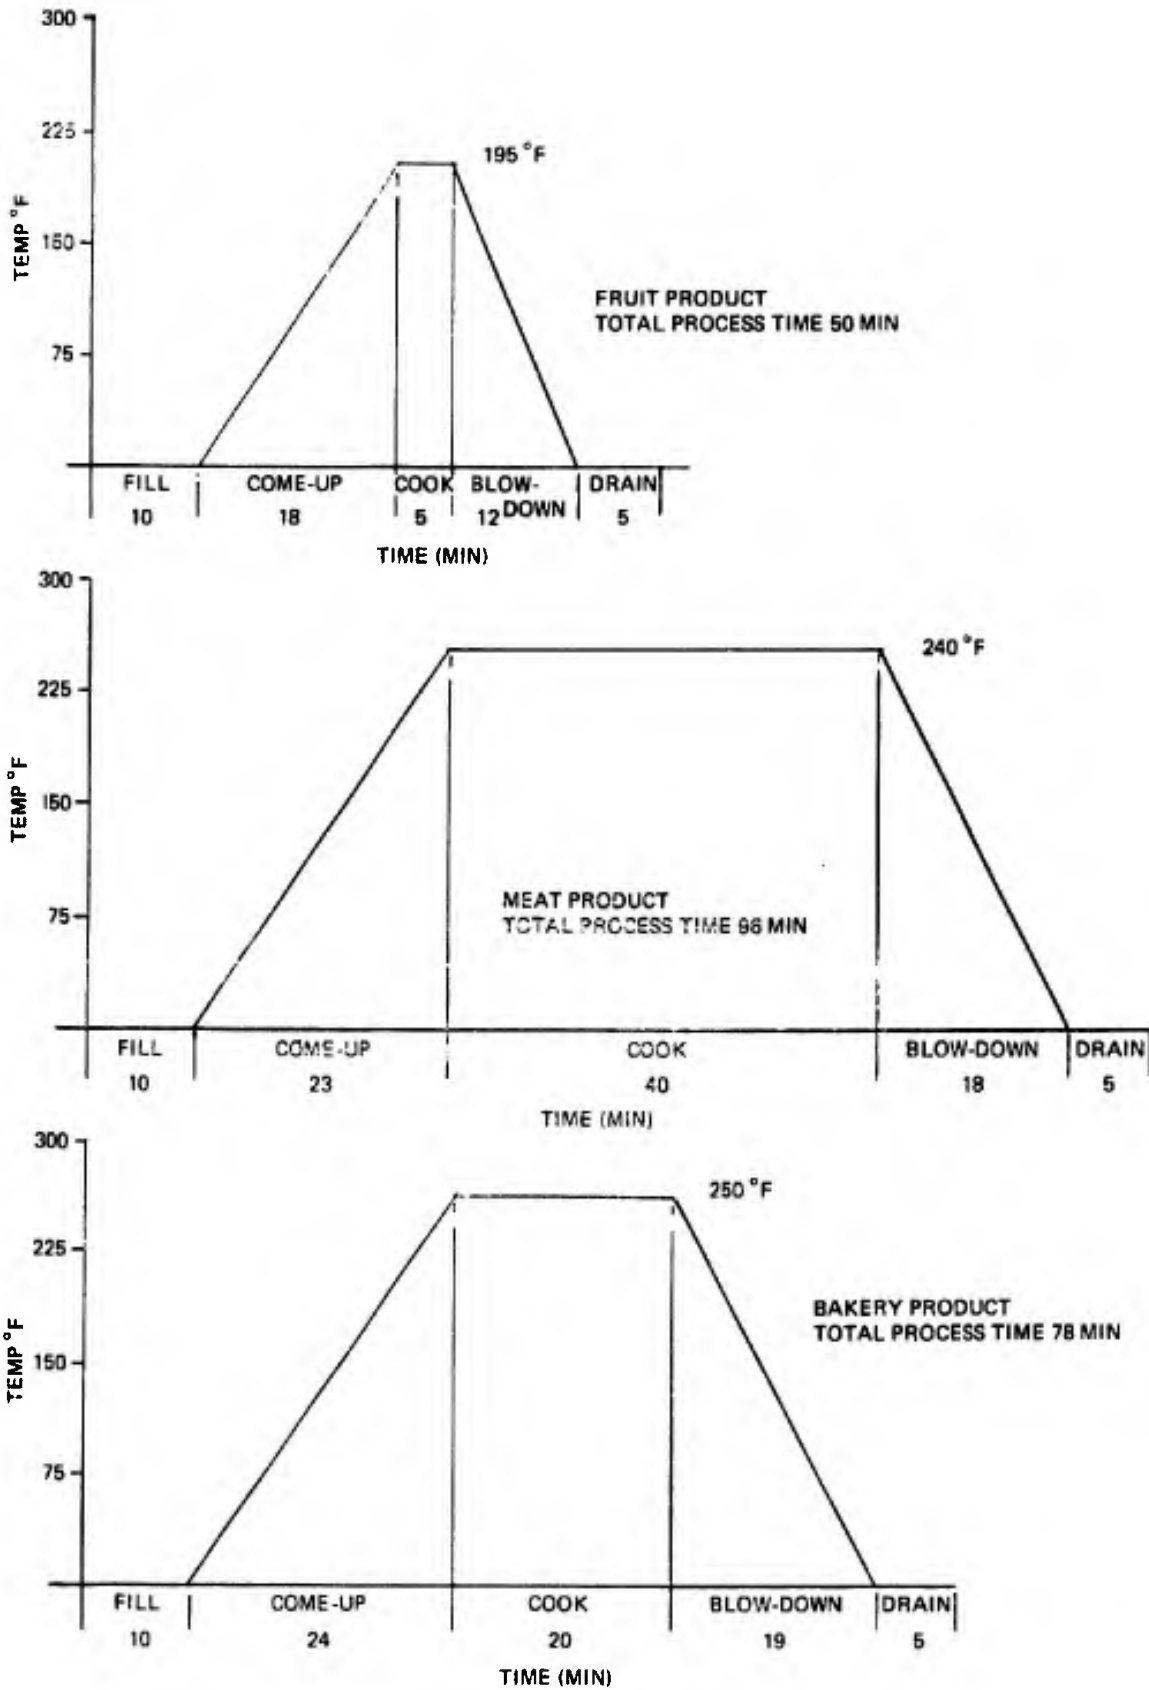 300
225
150
75
TEMP °F
195 °F
FRUIT PRODUCT
TOTAL PROCESS TIME 50 MIN
FILL COME-UP COOK BLOW-DOWN DRAIN
10 18 5 12 5
TIME (MIN)
300
225
150
75
TEMP °F
240 °F
MEAT PRODUCT
TOTAL PROCESS TIME 96 MIN
FILL COME-UP COOK BLOW-DOWN DRAIN
10 23 40 18 5
TIME (MIN)
300
225
150
75
TEMP °F
250 °F
BAKERY PRODUCT
TOTAL PROCESS TIME 78 MIN
FILL COME-UP COOK BLOW-DOWN DRAIN
10 24 20 19 5
TIME (MIN)